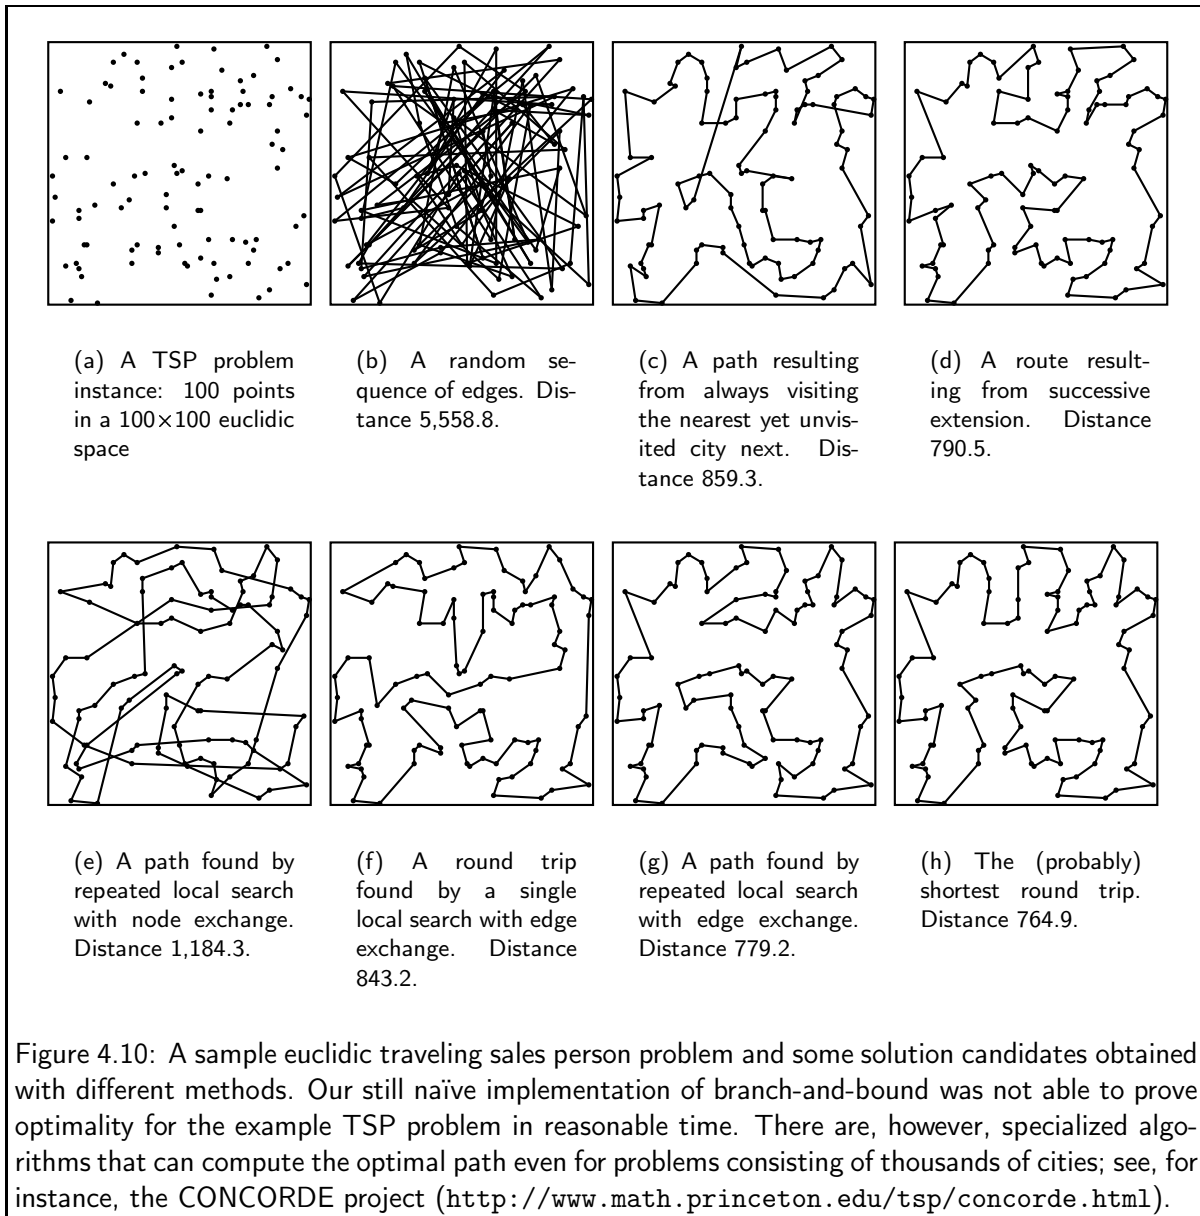 (a) A TSP problem
instance: 100 points
in a 100×100 euclidic
space
(b) A random se-
quence of edges. Dis-
tance 5,558.8.
(c) A path resulting
from always visiting
the nearest yet unvis-
ited city next. Dis-
tance 859.3.
(d) A route result-
ing from successive
extension. Distance
790.5.
(e) A path found by
repeated local search
with node exchange.
Distance 1,184.3.
(f) A round trip
found by a single
local search with edge
exchange. Distance
843.2.
(g) A path found by
repeated local search
with edge exchange.
Distance 779.2.
(h) The (probably)
shortest round trip.
Distance 764.9.
Figure 4.10: A sample euclidic traveling sales person problem and some solution candidates obtained
with different methods. Our still naïve implementation of branch-and-bound was not able to prove
optimality for the example TSP problem in reasonable time. There are, however, specialized algo-
rithms that can compute the optimal path even for problems consisting of thousands of cities; see, for
instance, the CONCORDE project (http://www.math.princeton.edu/tsp/concorde.html).